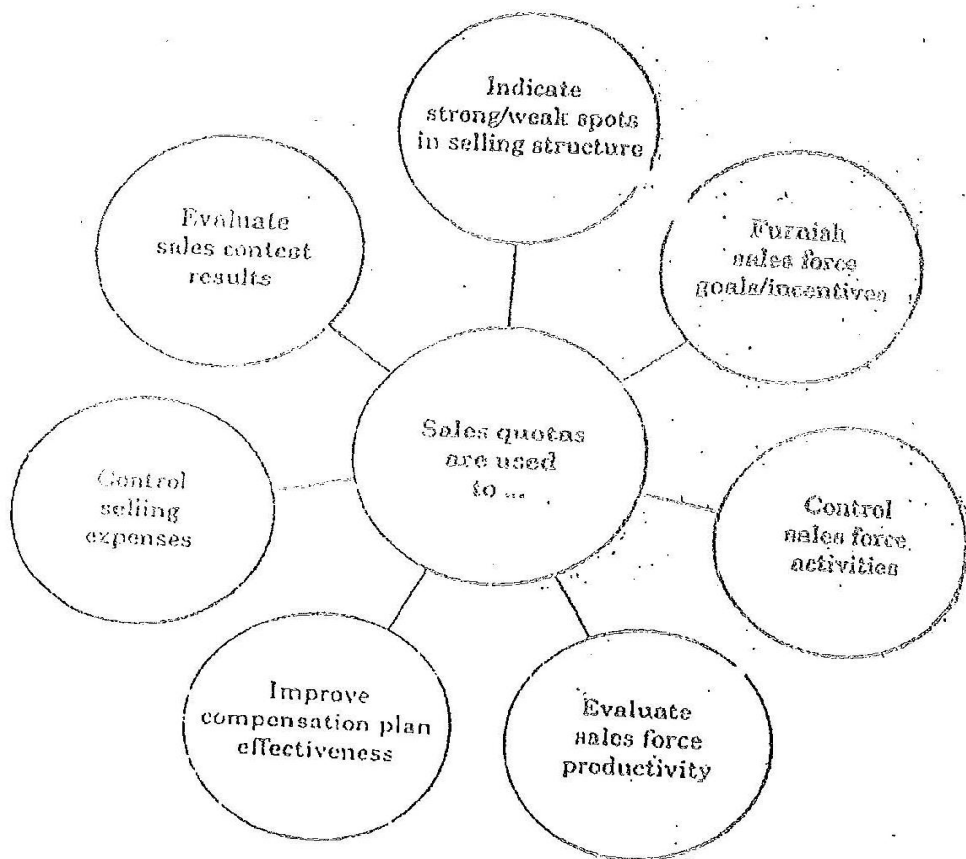 Indicate
strong/weak spots
in selling structure
Furnish
sales force
goals/incentives
Control
sales force
activities
Evaluate
sales force
productivity
Improve
compensation plan
effectiveness
Control
selling
expenses
Evaluate
sales contest
results
Sales quotas
are used
to ...